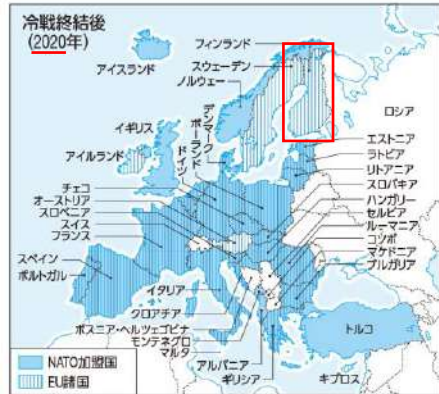 冷戦終結後
(2020年)
フィンランド
スウェーデン
アイスランド
ノルウェー
ロシア
デンマーク
ポーランド
ドイツ
イギリス
アイルランド
エストニア
ラトビア
リトアニア
スロバキア
ハンガリー
セルビア
ルーマニア
コソボ
マケドニア
ブルガリア
チェコ
オーストリア
スロベニア
スイス
フランス
スペイン
ポルトガル
イタリア
クロアチア
ボスニア・ヘルツェゴビナ
モンテネグロ
マルタ
アルバニア
ギリシア
トルコ
キプロス
NATO加盟国
EU諸国